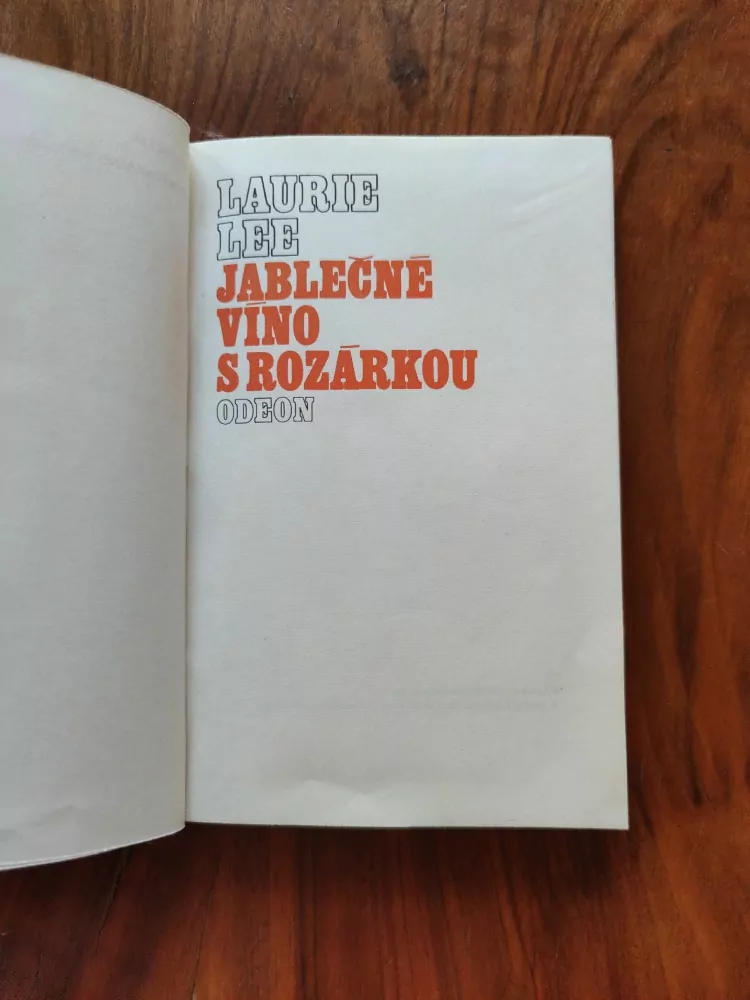 LAURIE
LEE
JABLEČNÉ
VÍNO
S ROZÁRKOU
ODEON